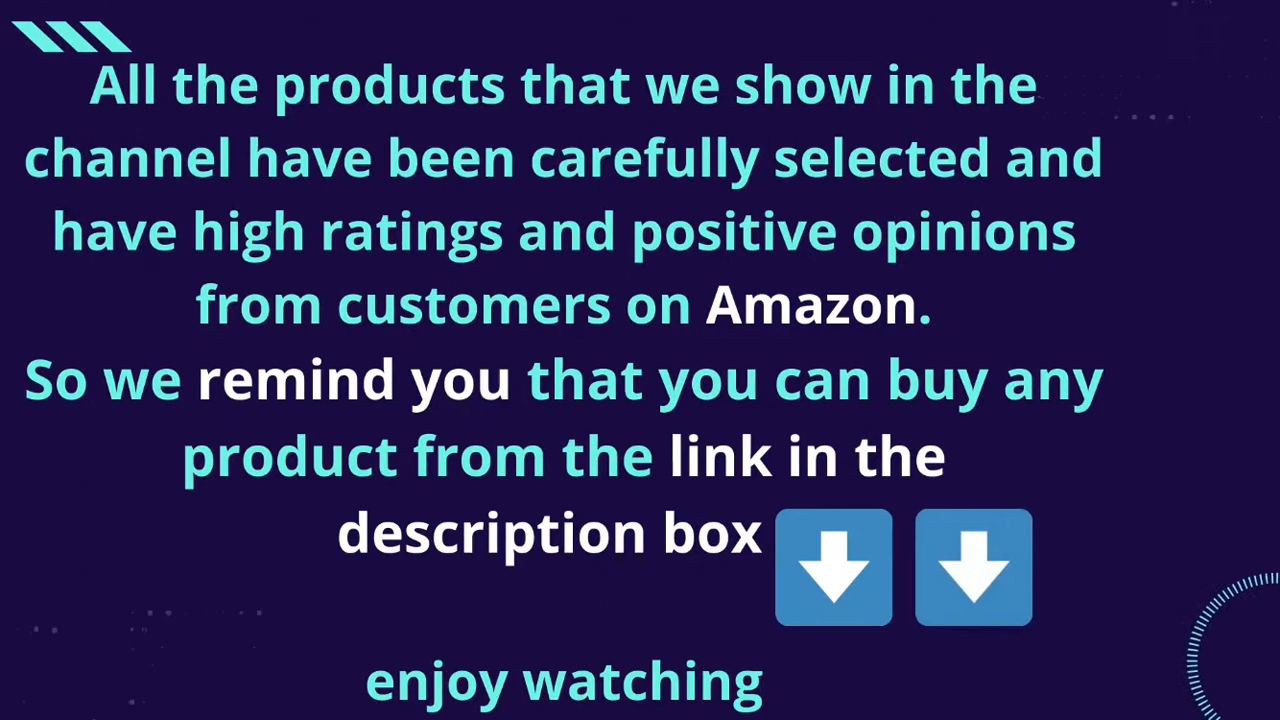 All the products that we show in the
channel have been carefully selected and
have high ratings and positive opinions
from customers on Amazon.
So we remind you that you can buy any
product from the link in the
description box ⬇️ ⬇️
enjoy watching